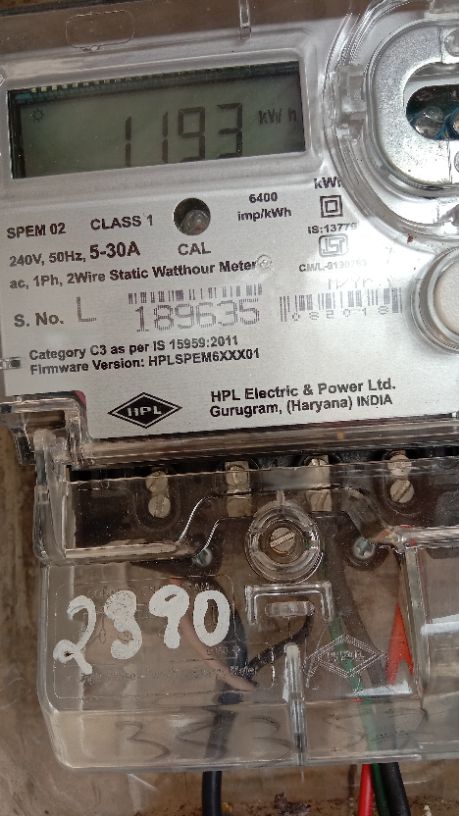 1193 kWh
6400
imp/kWh
SPEM 02 CLASS 1
240V, 50Hz, 5-30A CAL
ac, 1Ph, 2Wire Static Watthour Meter
S. No. L 189635
082018
Category C3 as per IS 15959:2011
Firmware Version: HPLSPEM6XXX01
HPL
HPL Electric & Power Ltd.
Gurugram, (Haryana) INDIA
2390